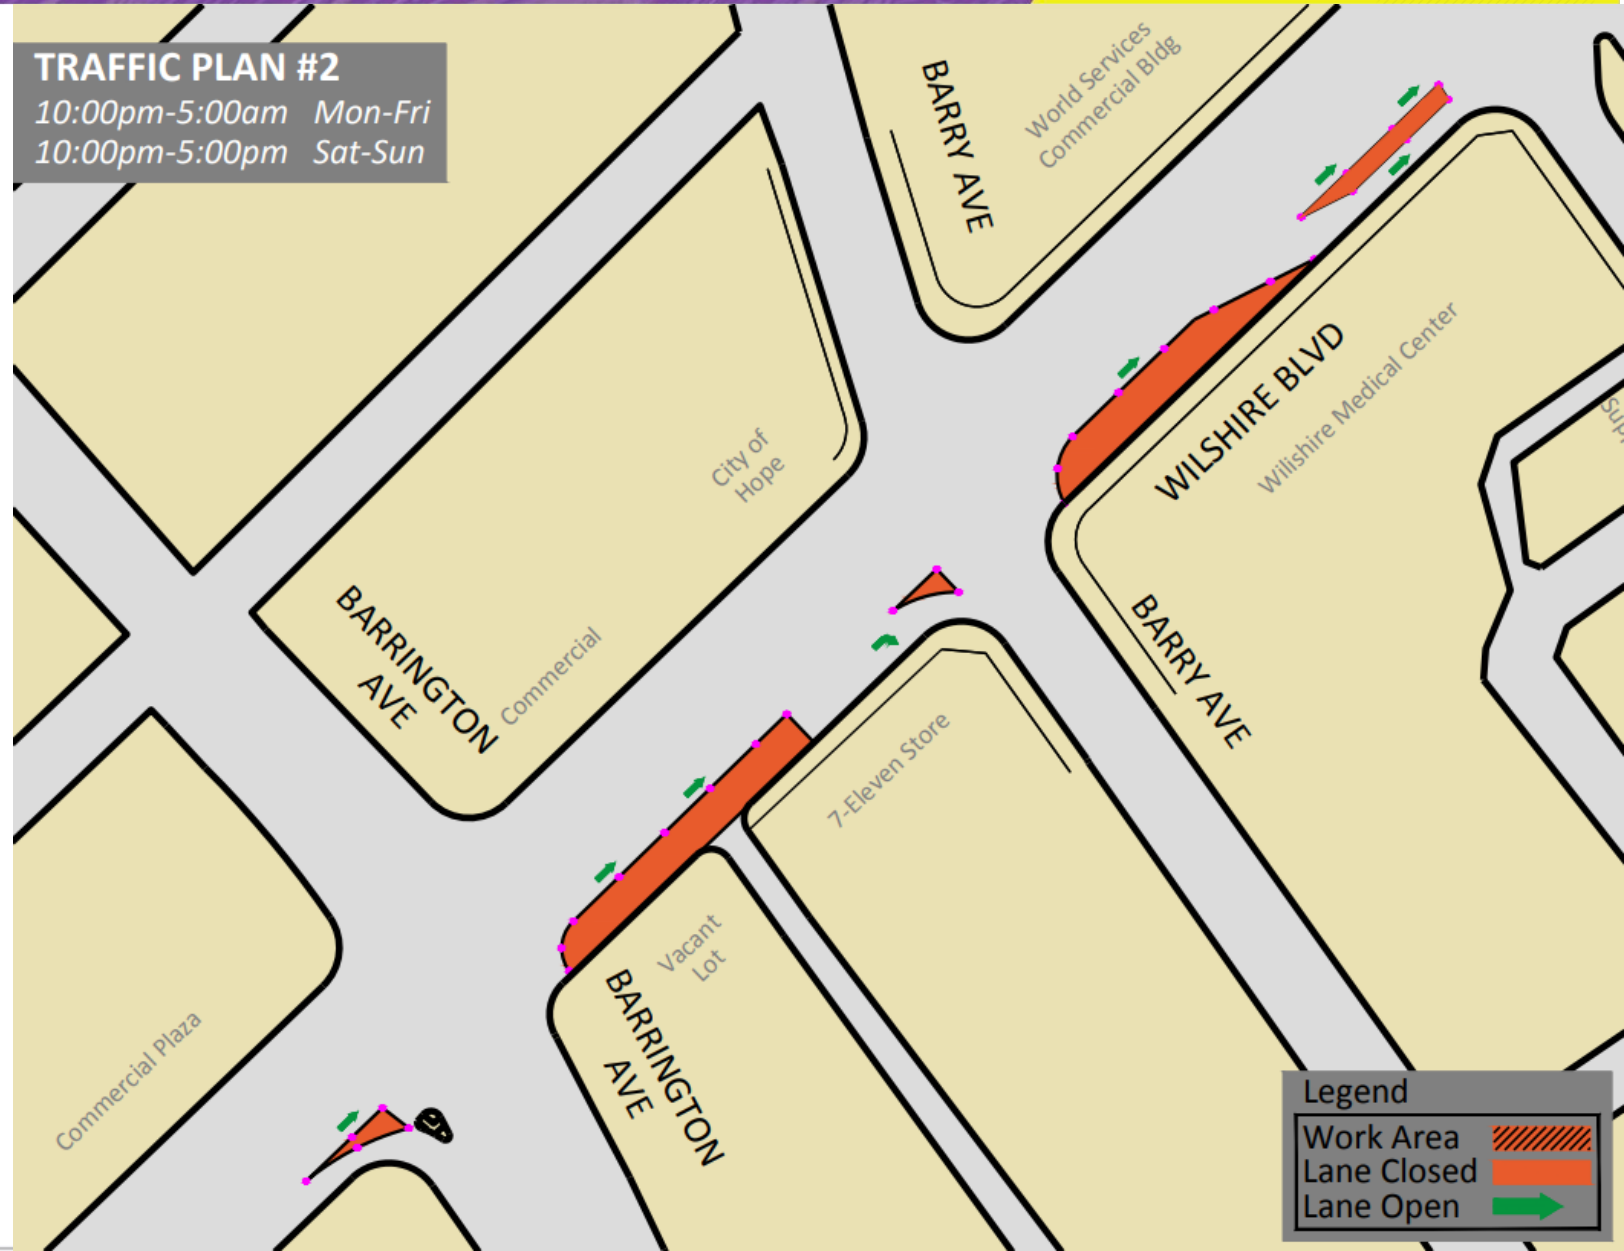 TRAFFIC PLAN #2
10:00pm-5:00am Mon-Fri
10:00pm-5:00pm Sat-Sun
BARRY AVE
World Services
Commercial Bldg
WILSHIRE BLVD
Wilishire Medical Center
City of
Hope
BARRINGTON
AVE
Commercial
BARRY AVE
7-Eleven Store
Vacant
Lot
BARRINGTON
AVE
Commercial Plaza
Legend
Work Area
Lane Closed
Lane Open